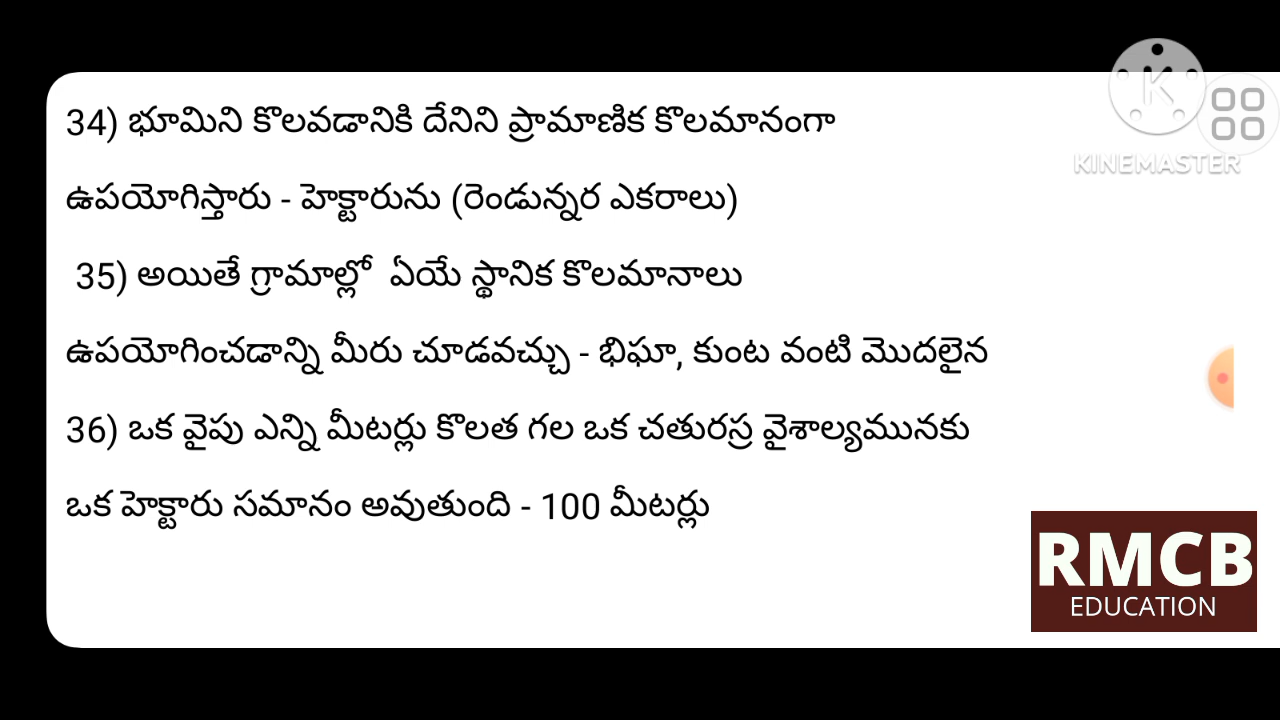 34) భూమిని కొలవడానికి దేనిని ప్రామాణిక కొలమానంగా
ఉపయోగిస్తారు - హెక్టారును (రెండున్నర ఎకరాలు)
35) అయితే గ్రామాల్లో ఏయే స్థానిక కొలమానాలు
ఉపయోగించడాన్ని మీరు చూడవచ్చు - భిఘా, కుంట వంటి మొదలైన
36) ఒక వైపు ఎన్ని మీటర్లు కొలత గల ఒక చతురస్ర వైశాల్యమునకు
ఒక హెక్టారు సమానం అవుతుంది - 100 మీటర్లు
K
KINEMASTER
RMCB
EDUCATION